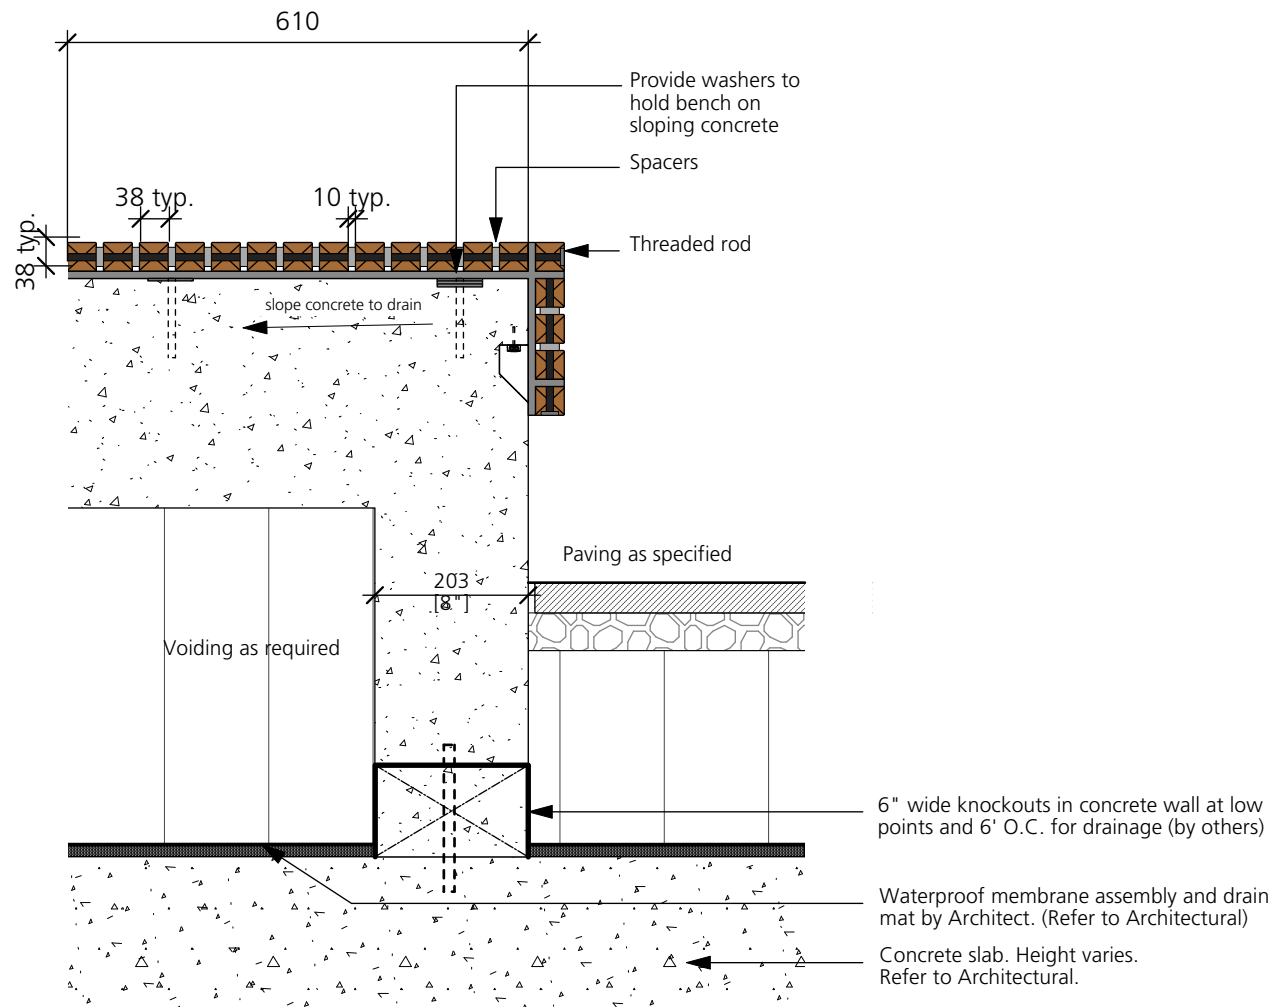 610
Provide washers to
hold bench on
sloping concrete
Spacers
38 typ.
10 typ.
38 typ.
Threaded rod
slope concrete to drain
Paving as specified
203
[8"]
Voiding as required
6" wide knockouts in concrete wall at low
points and 6' O.C. for drainage (by others)
Waterproof membrane assembly and drain
mat by Architect. (Refer to Architectural)
Concrete slab. Height varies.
Refer to Architectural.